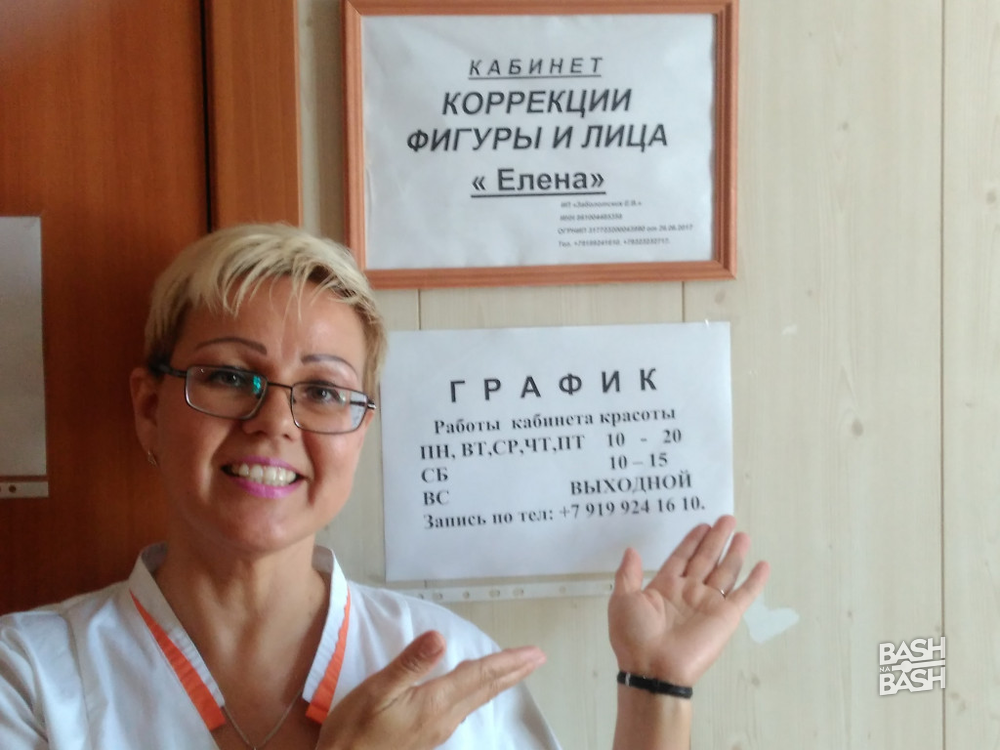 КАБИНЕТ
КОРРЕКЦИИ
ФИГУРЫ И ЛИЦА
« Елена»
ГРАФИК
Работы кабинета красоты
ПН, ВТ,СР,ЧТ,ПТ 10 - 20
СБ 10 – 15
ВС ВЫХОДНОЙ
Запись по тел: +7 919 924 16 10.
BASH
NA
BASH